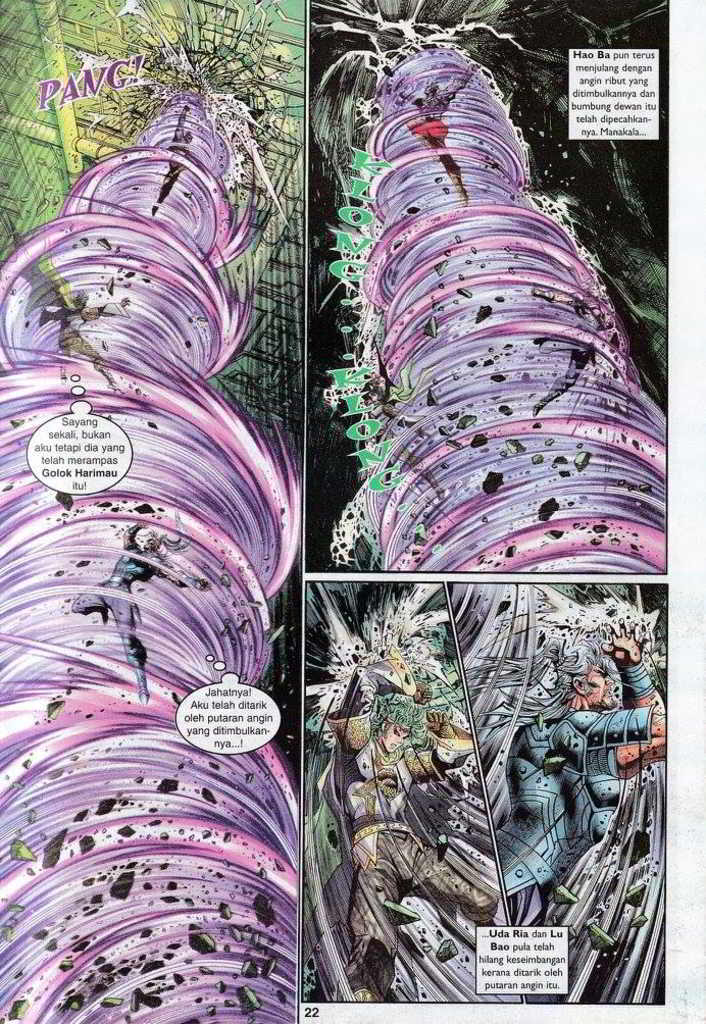 PANG!
Sayang
sekali, bukan
aku tetapi dia yang
telah merampas
Golok Harimau
itu!
Jahatnya!
Aku telah ditarik
oleh putaran angin
yang ditimbulkan-
nya...!
Hao Ba pun terus
menjulang dengan
angin ribut yang
ditimbulkannya dan
bumbung dewan itu
telah dipecahkan-
nya. Manakala...
KLONG...KLONG...
...Uda Ria dan Lu
Bao pula telah
hilang keseimbangan
kerana ditarik oleh
putaran angin itu.
22